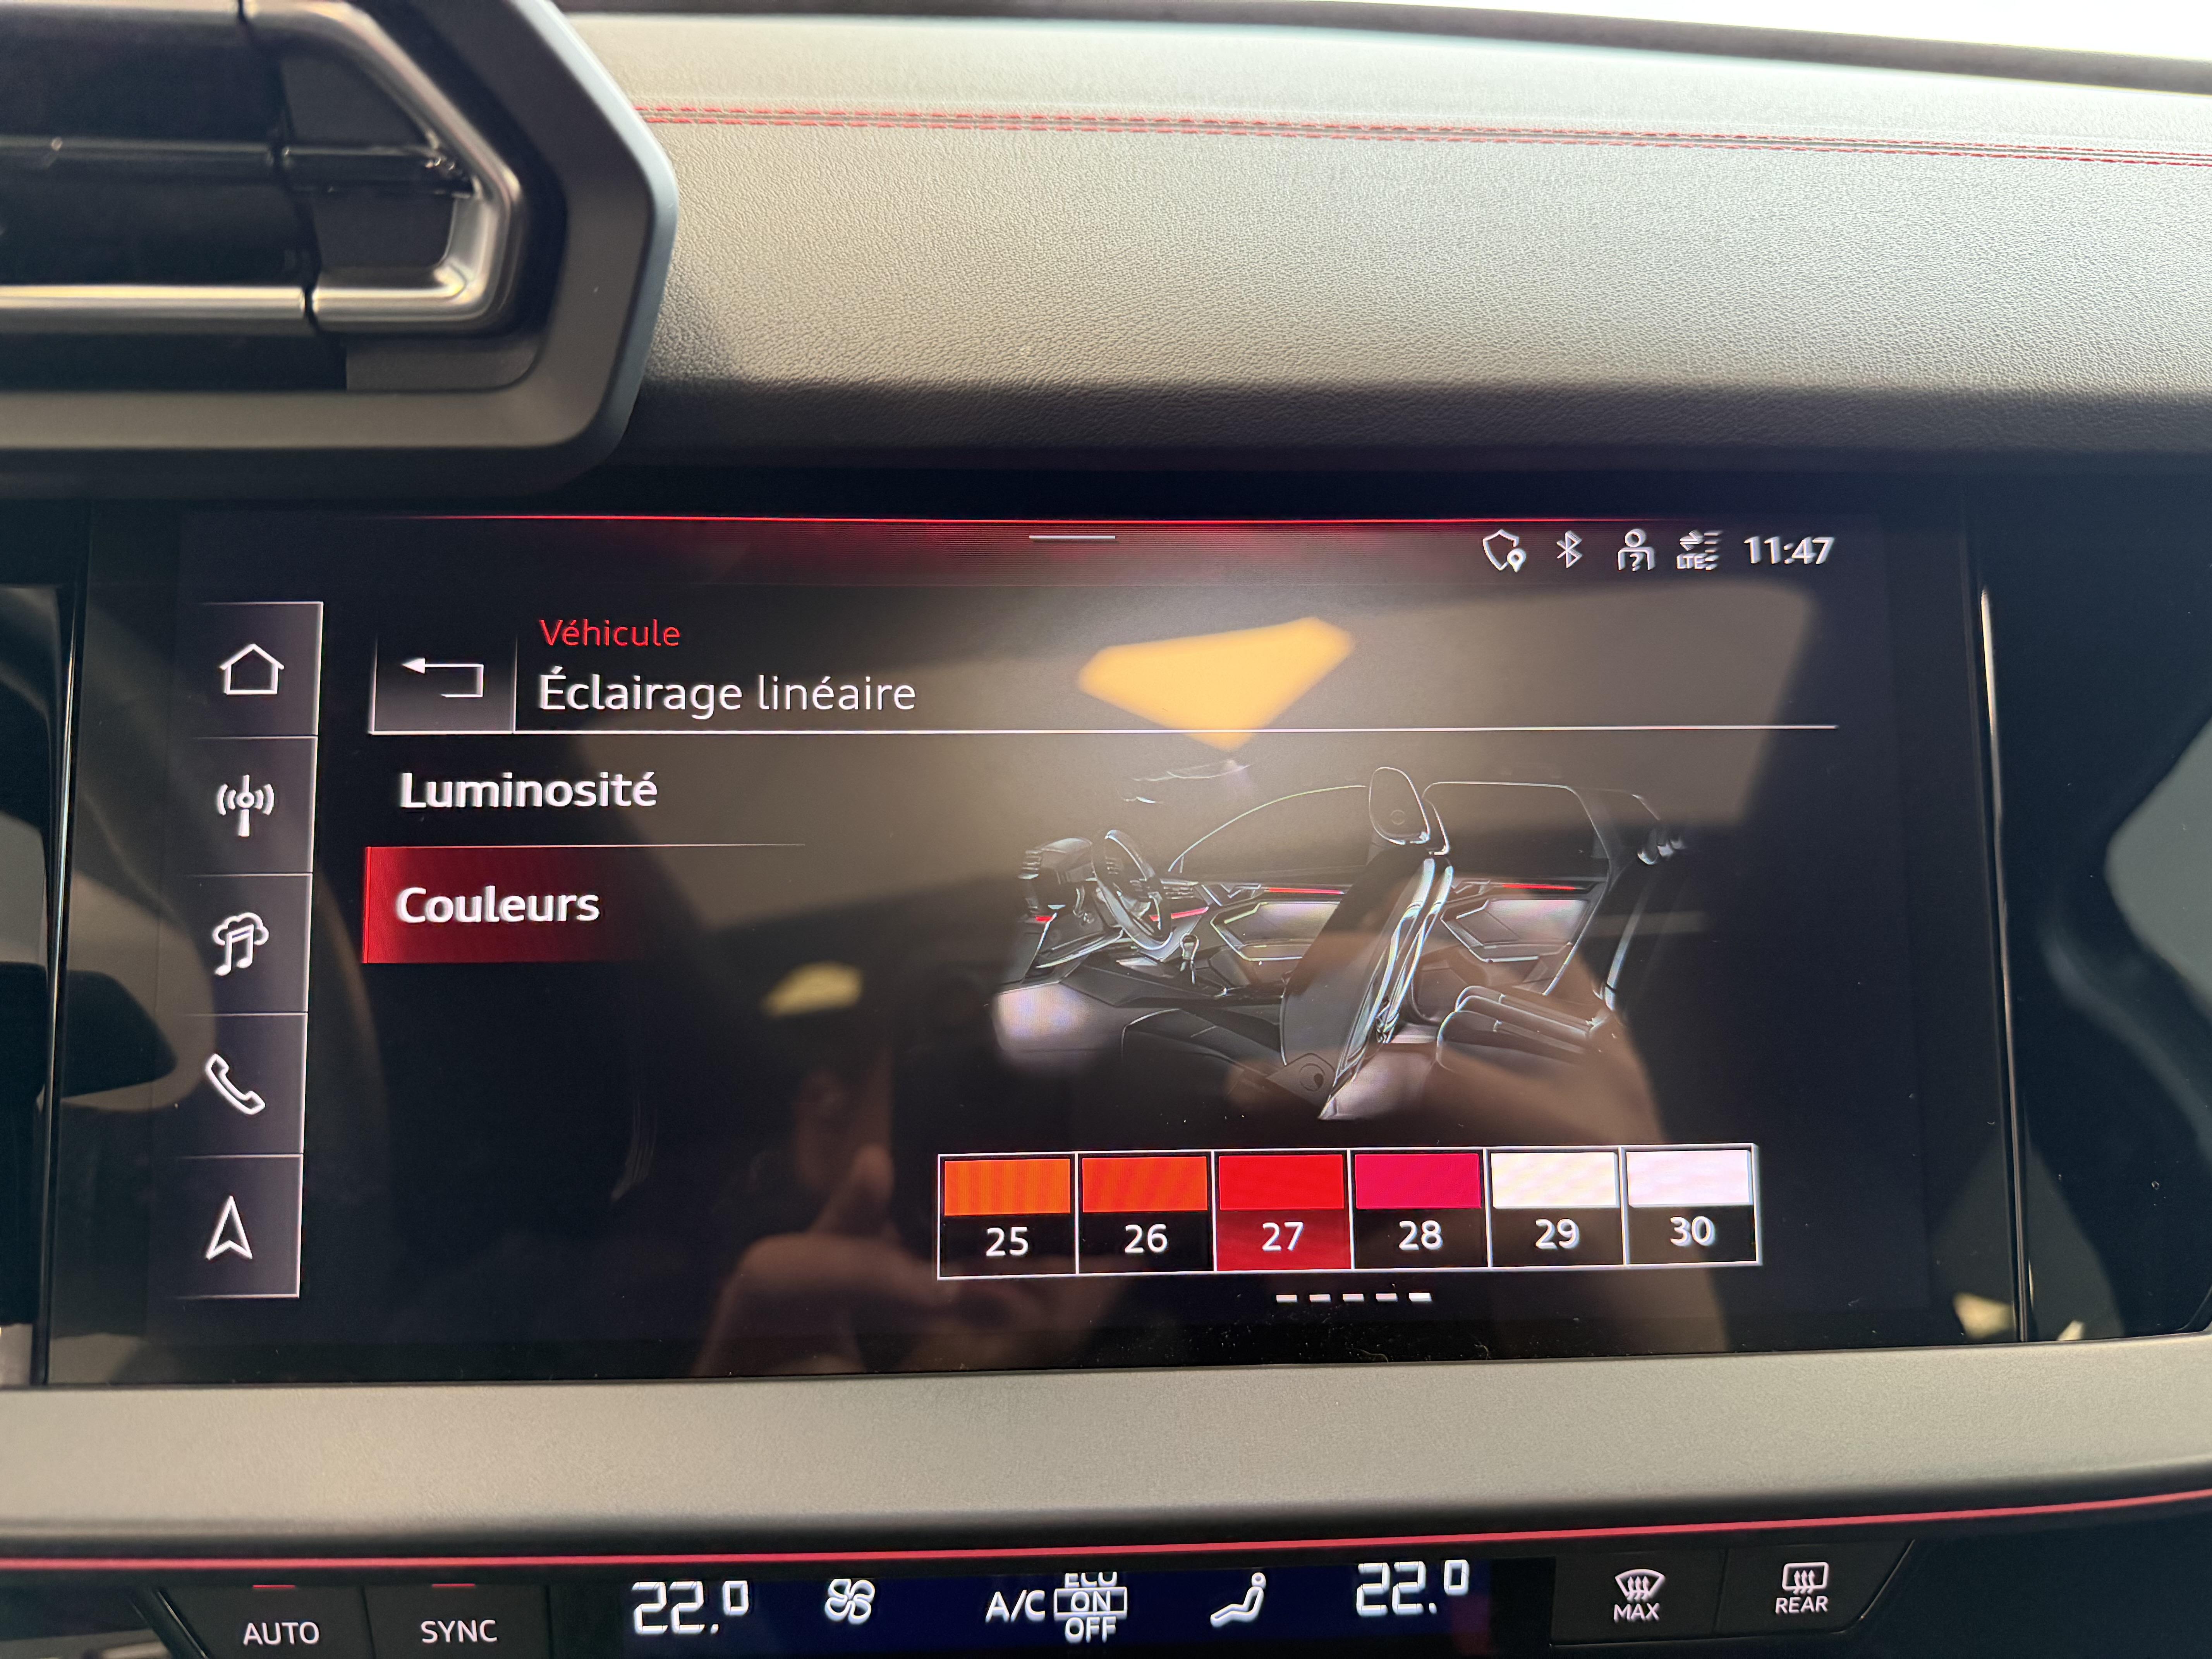 LTE 11:47
Véhicule
Éclairage linéaire
Luminosité
Couleurs
25 26 27 28 29 30
AUTO SYNC 22.0 A/C ECO ON OFF 22.0 MAX REAR